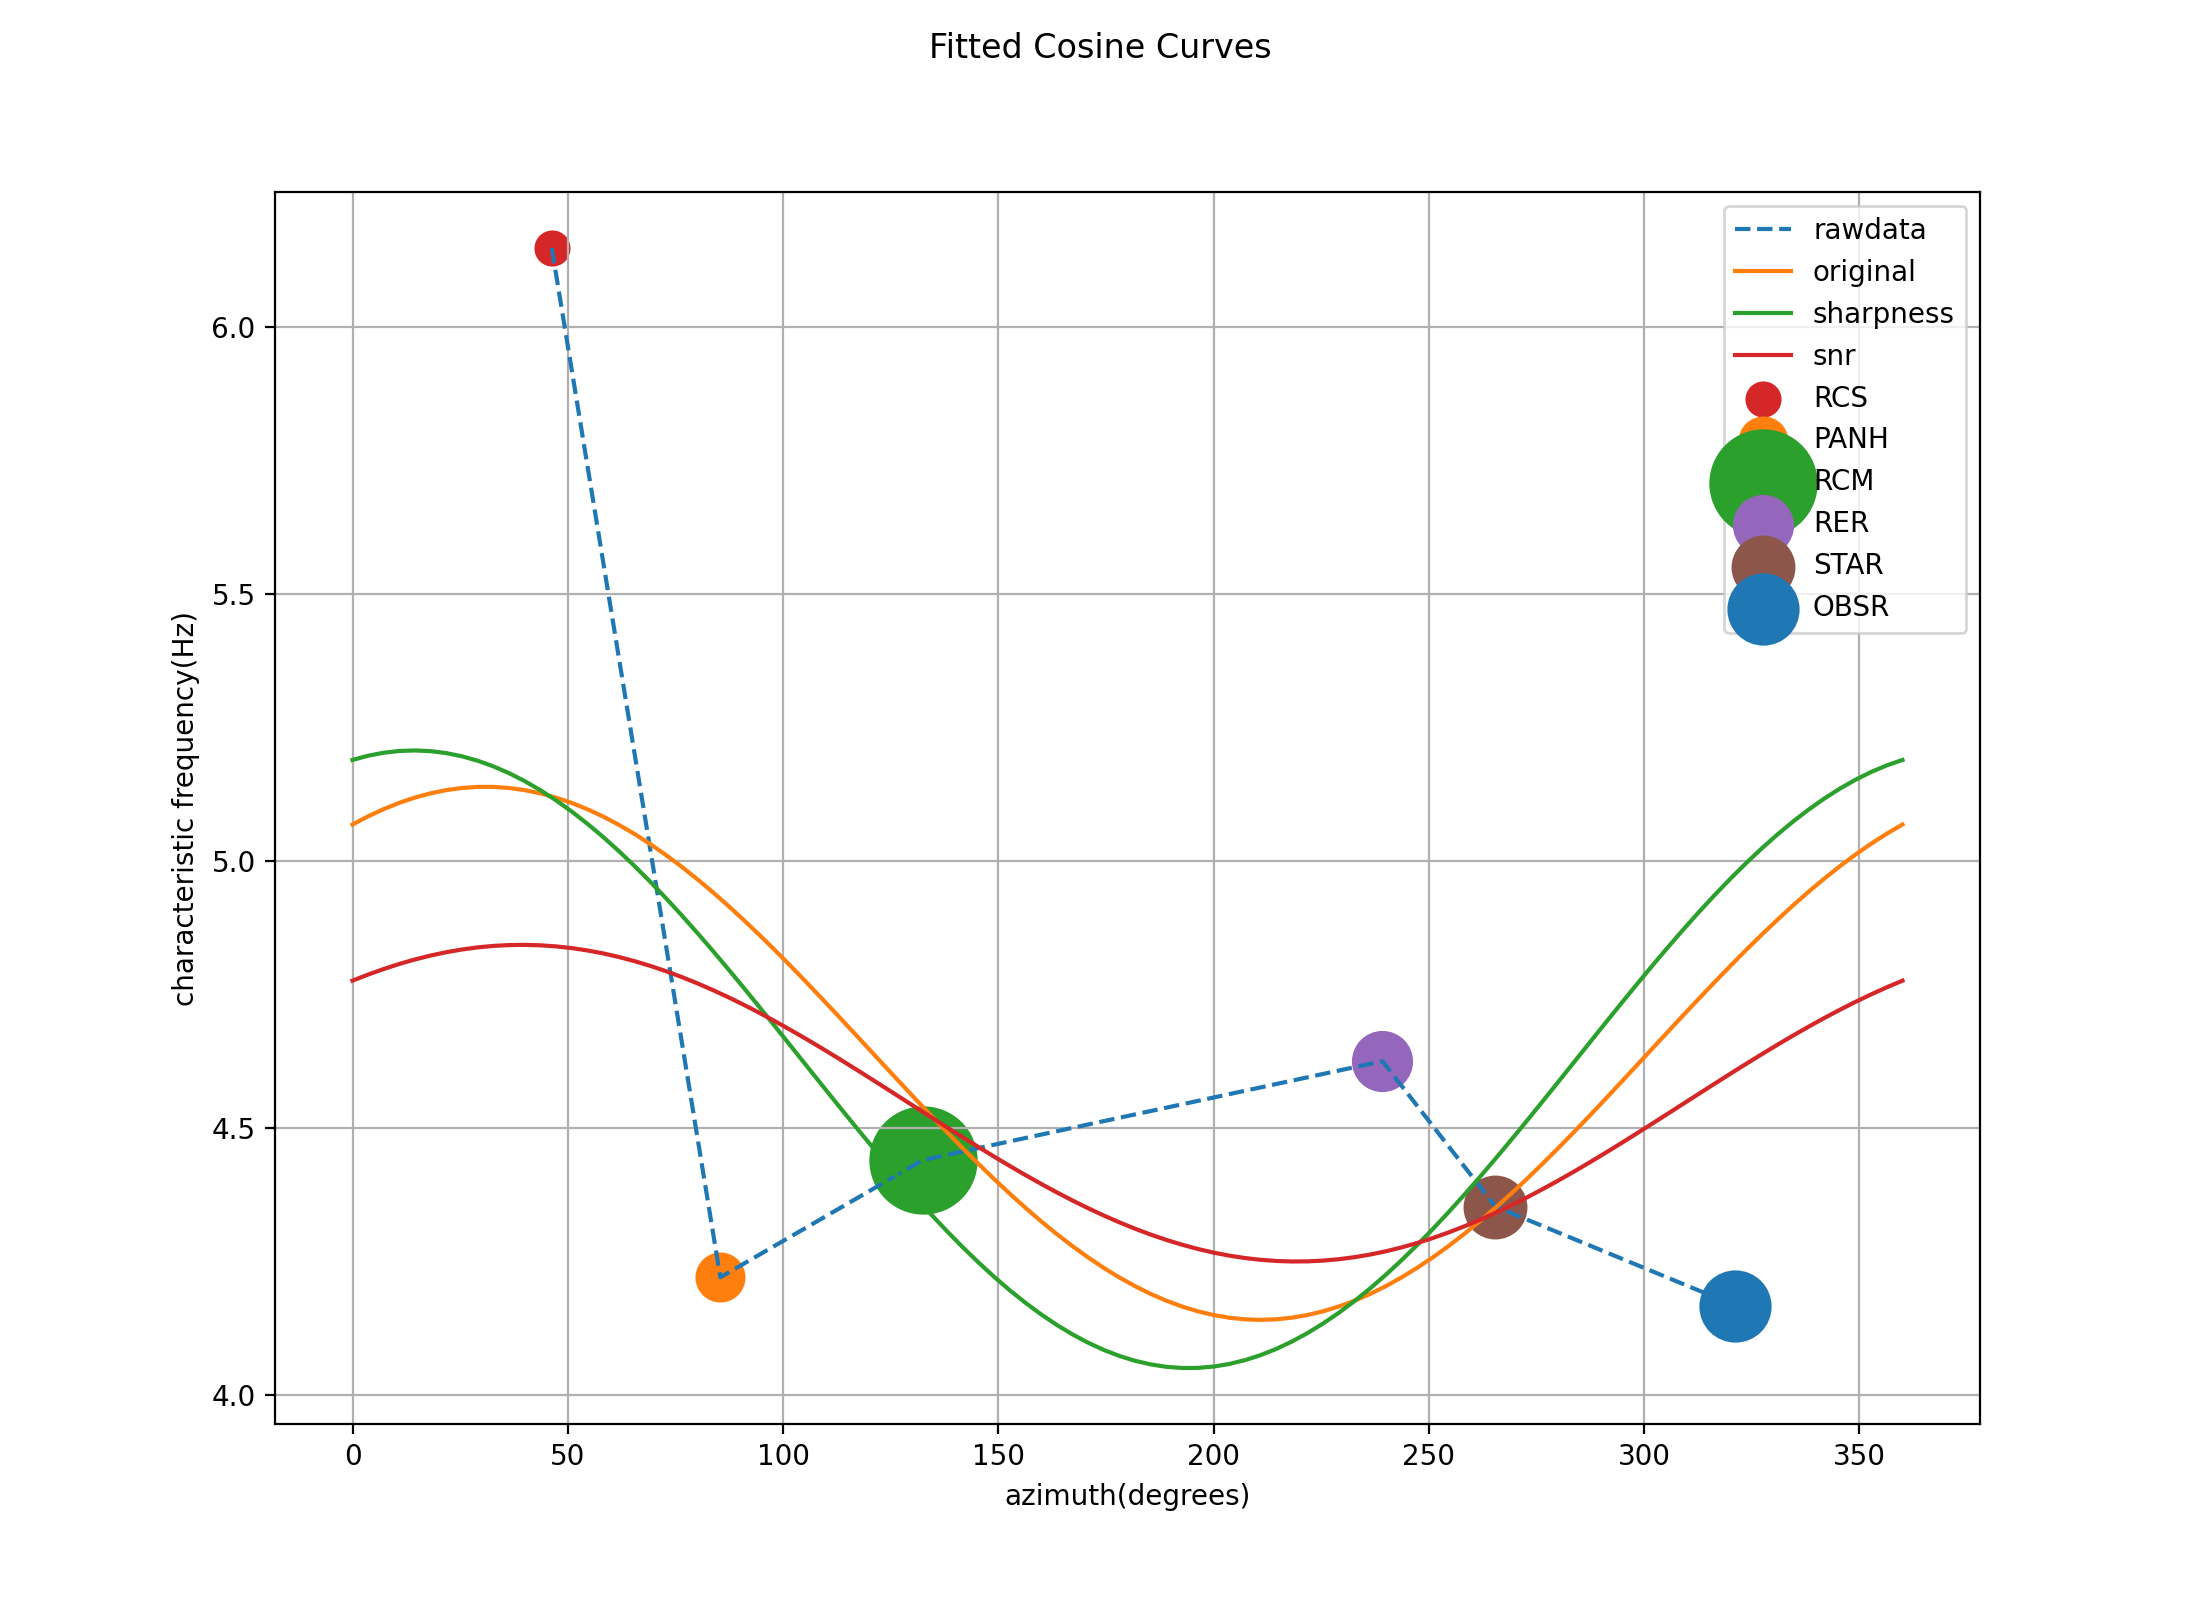 Fitted Cosine Curves
rawdata
original
sharpness
snr
RCS
PANH
RCM
RER
STAR
OBSR
characteristic frequency(Hz)
6.0
5.5
5.0
4.5
4.0
0 50 100 150 200 250 300 350
azimuth(degrees)